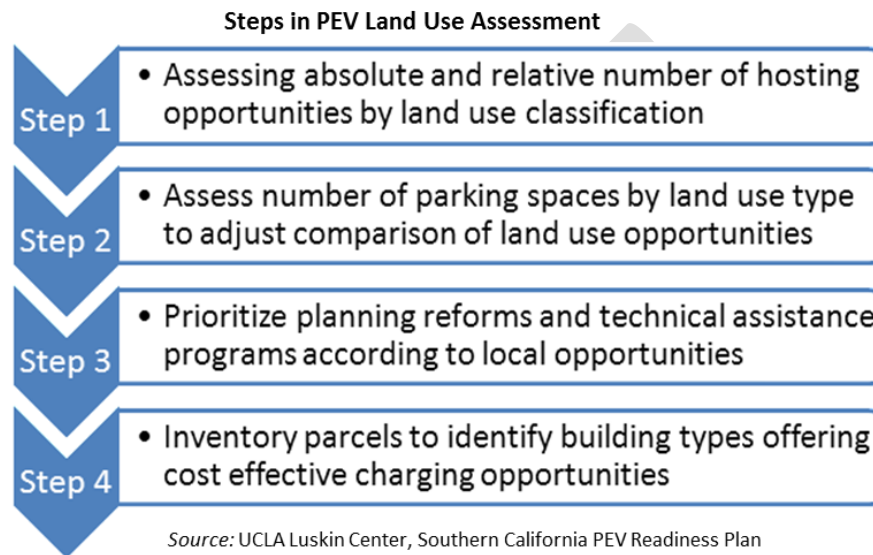 Steps in PEV Land Use Assessment
Step 1
• Assessing absolute and relative number of hosting
opportunities by land use classification
Step 2
• Assess number of parking spaces by land use type
to adjust comparison of land use opportunities
Step 3
• Prioritize planning reforms and technical assistance
programs according to local opportunities
Step 4
• Inventory parcels to identify building types offering
cost effective charging opportunities
Source: UCLA Luskin Center, Southern California PEV Readiness Plan